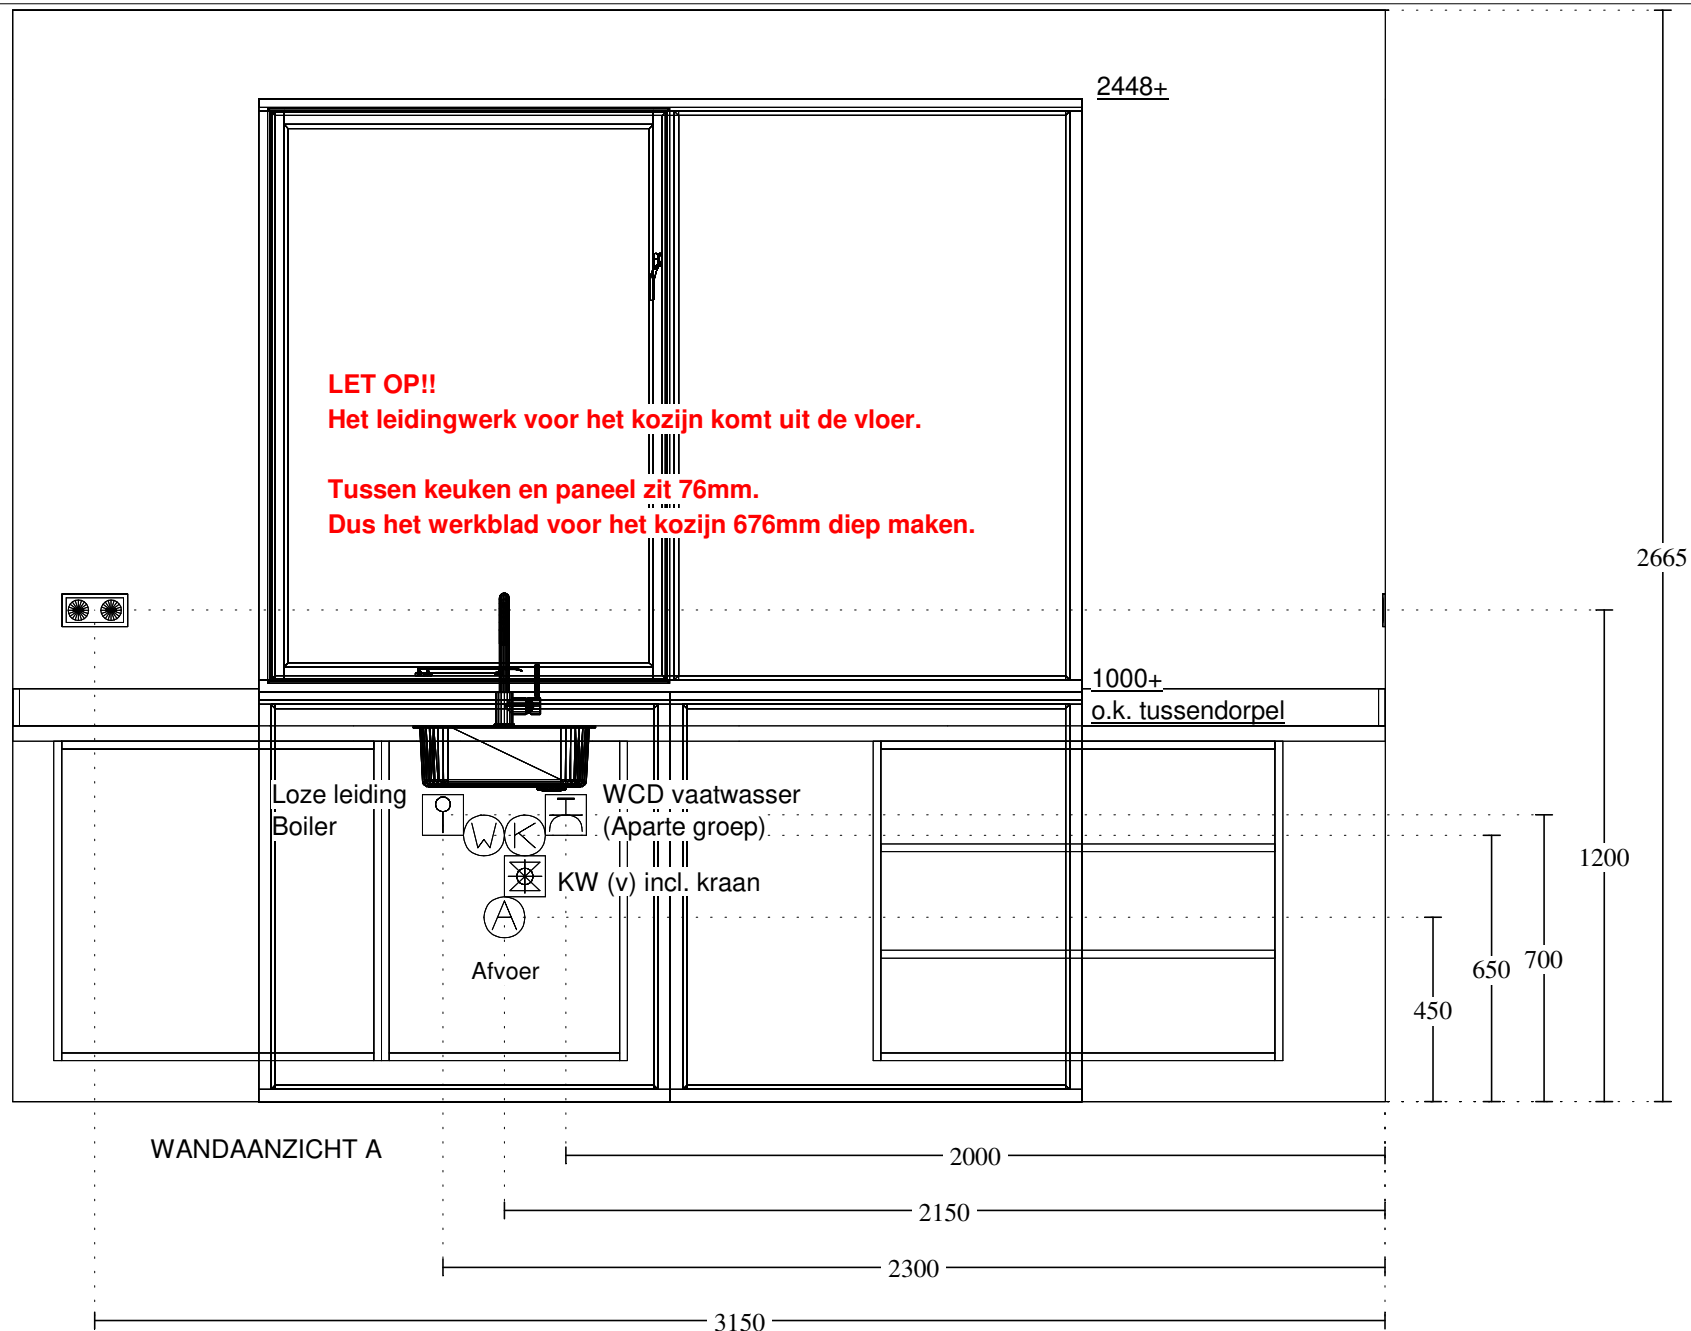 2448+
LET OP!!
Het leidingwerk voor het kozijn komt uit de vloer.
Tussen keuken en paneel zit 76mm.
Dus het werkblad voor het kozijn 676mm diep maken.
2665
1000+
o.k. tussendorpel
Loze leiding
Boiler
WCD vaatwasser
(Aparte groep)
W
K
KW (v) incl. kraan
A
Afvoer
1200
700
650
450
WANDAANZICHT A
2000
2150
2300
3150